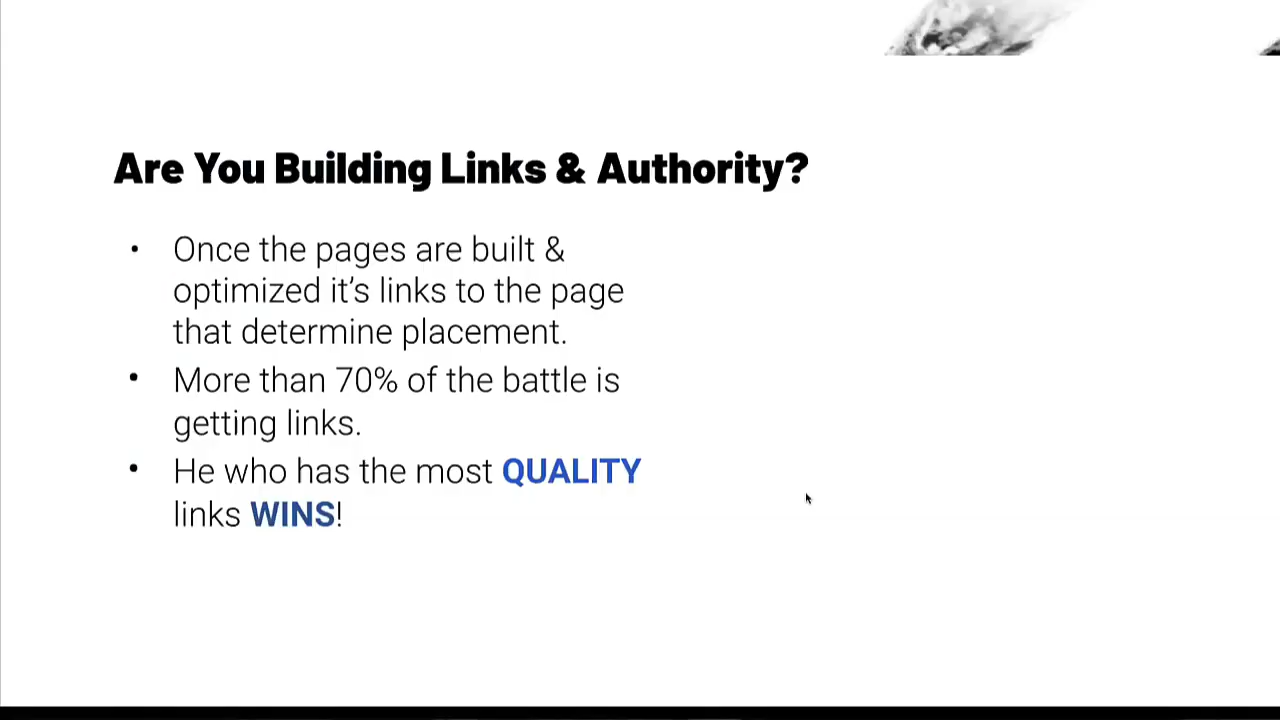 Are You Building Links & Authority?
• Once the pages are built &
optimized it’s links to the page
that determine placement.
• More than 70% of the battle is
getting links.
• He who has the most QUALITY
links WINS!